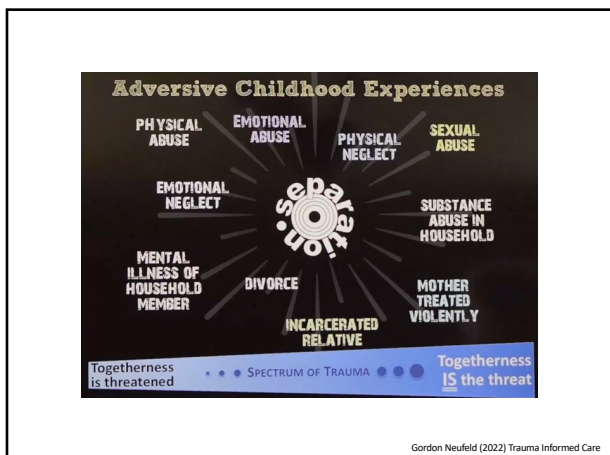 Adversive Childhood Experiences
PHYSICAL
ABUSE
EMOTIONAL
ABUSE
PHYSICAL
NEGLECT
SEXUAL
ABUSE
EMOTIONAL
NEGLECT
separation
SUBSTANCE
ABUSE IN
HOUSEHOLD
MENTAL
ILLNESS OF
HOUSEHOLD
MEMBER
DIVORCE
INCARCERATED
RELATIVE
MOTHER
TREATED
VIOLENTLY
Togetherness
is threatened
SPECTRUM OF TRAUMA
Togetherness
IS the threat
Gordon Neufeld (2022) Trauma Informed Care